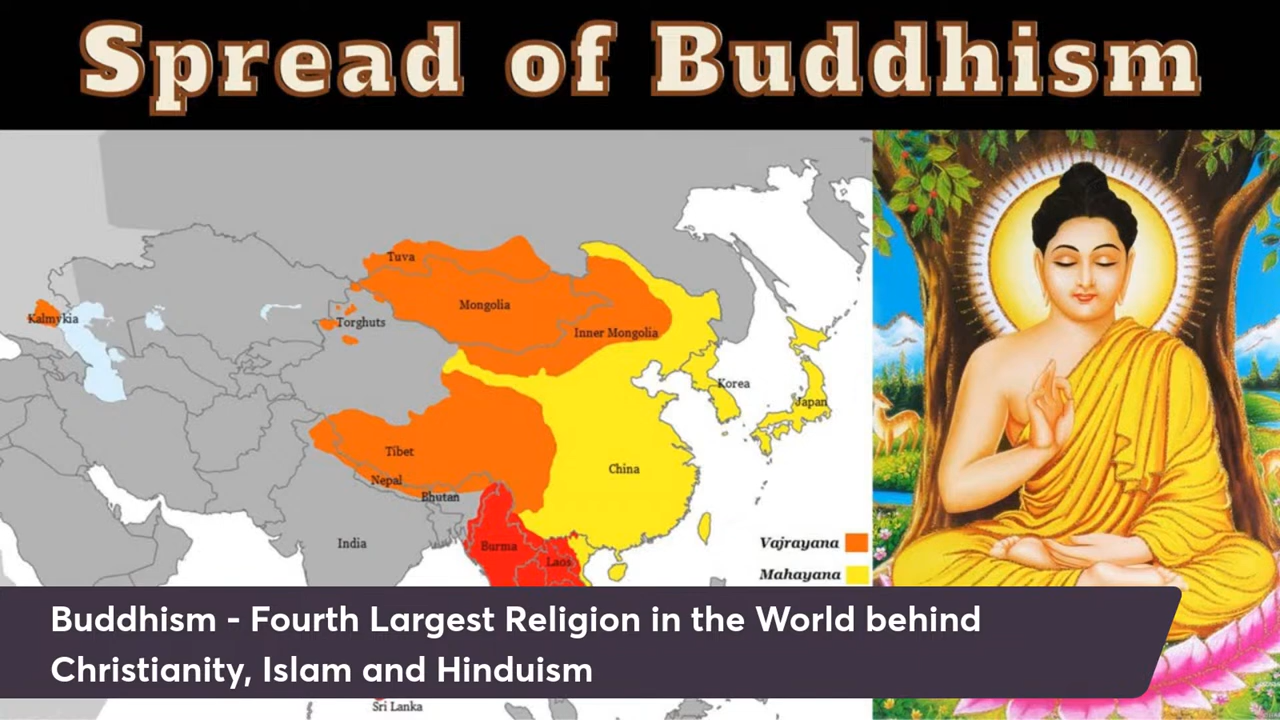 Spread of Buddhism
Tuva
Kalmykia
Torghuts
Mongolia
Inner Mongolia
Korea
Japan
Tibet
Nepal
Bhutan
China
India
Burma
Laos
Vajrayana
Mahayana
Buddhism - Fourth Largest Religion in the World behind
Christianity, Islam and Hinduism
Sri Lanka